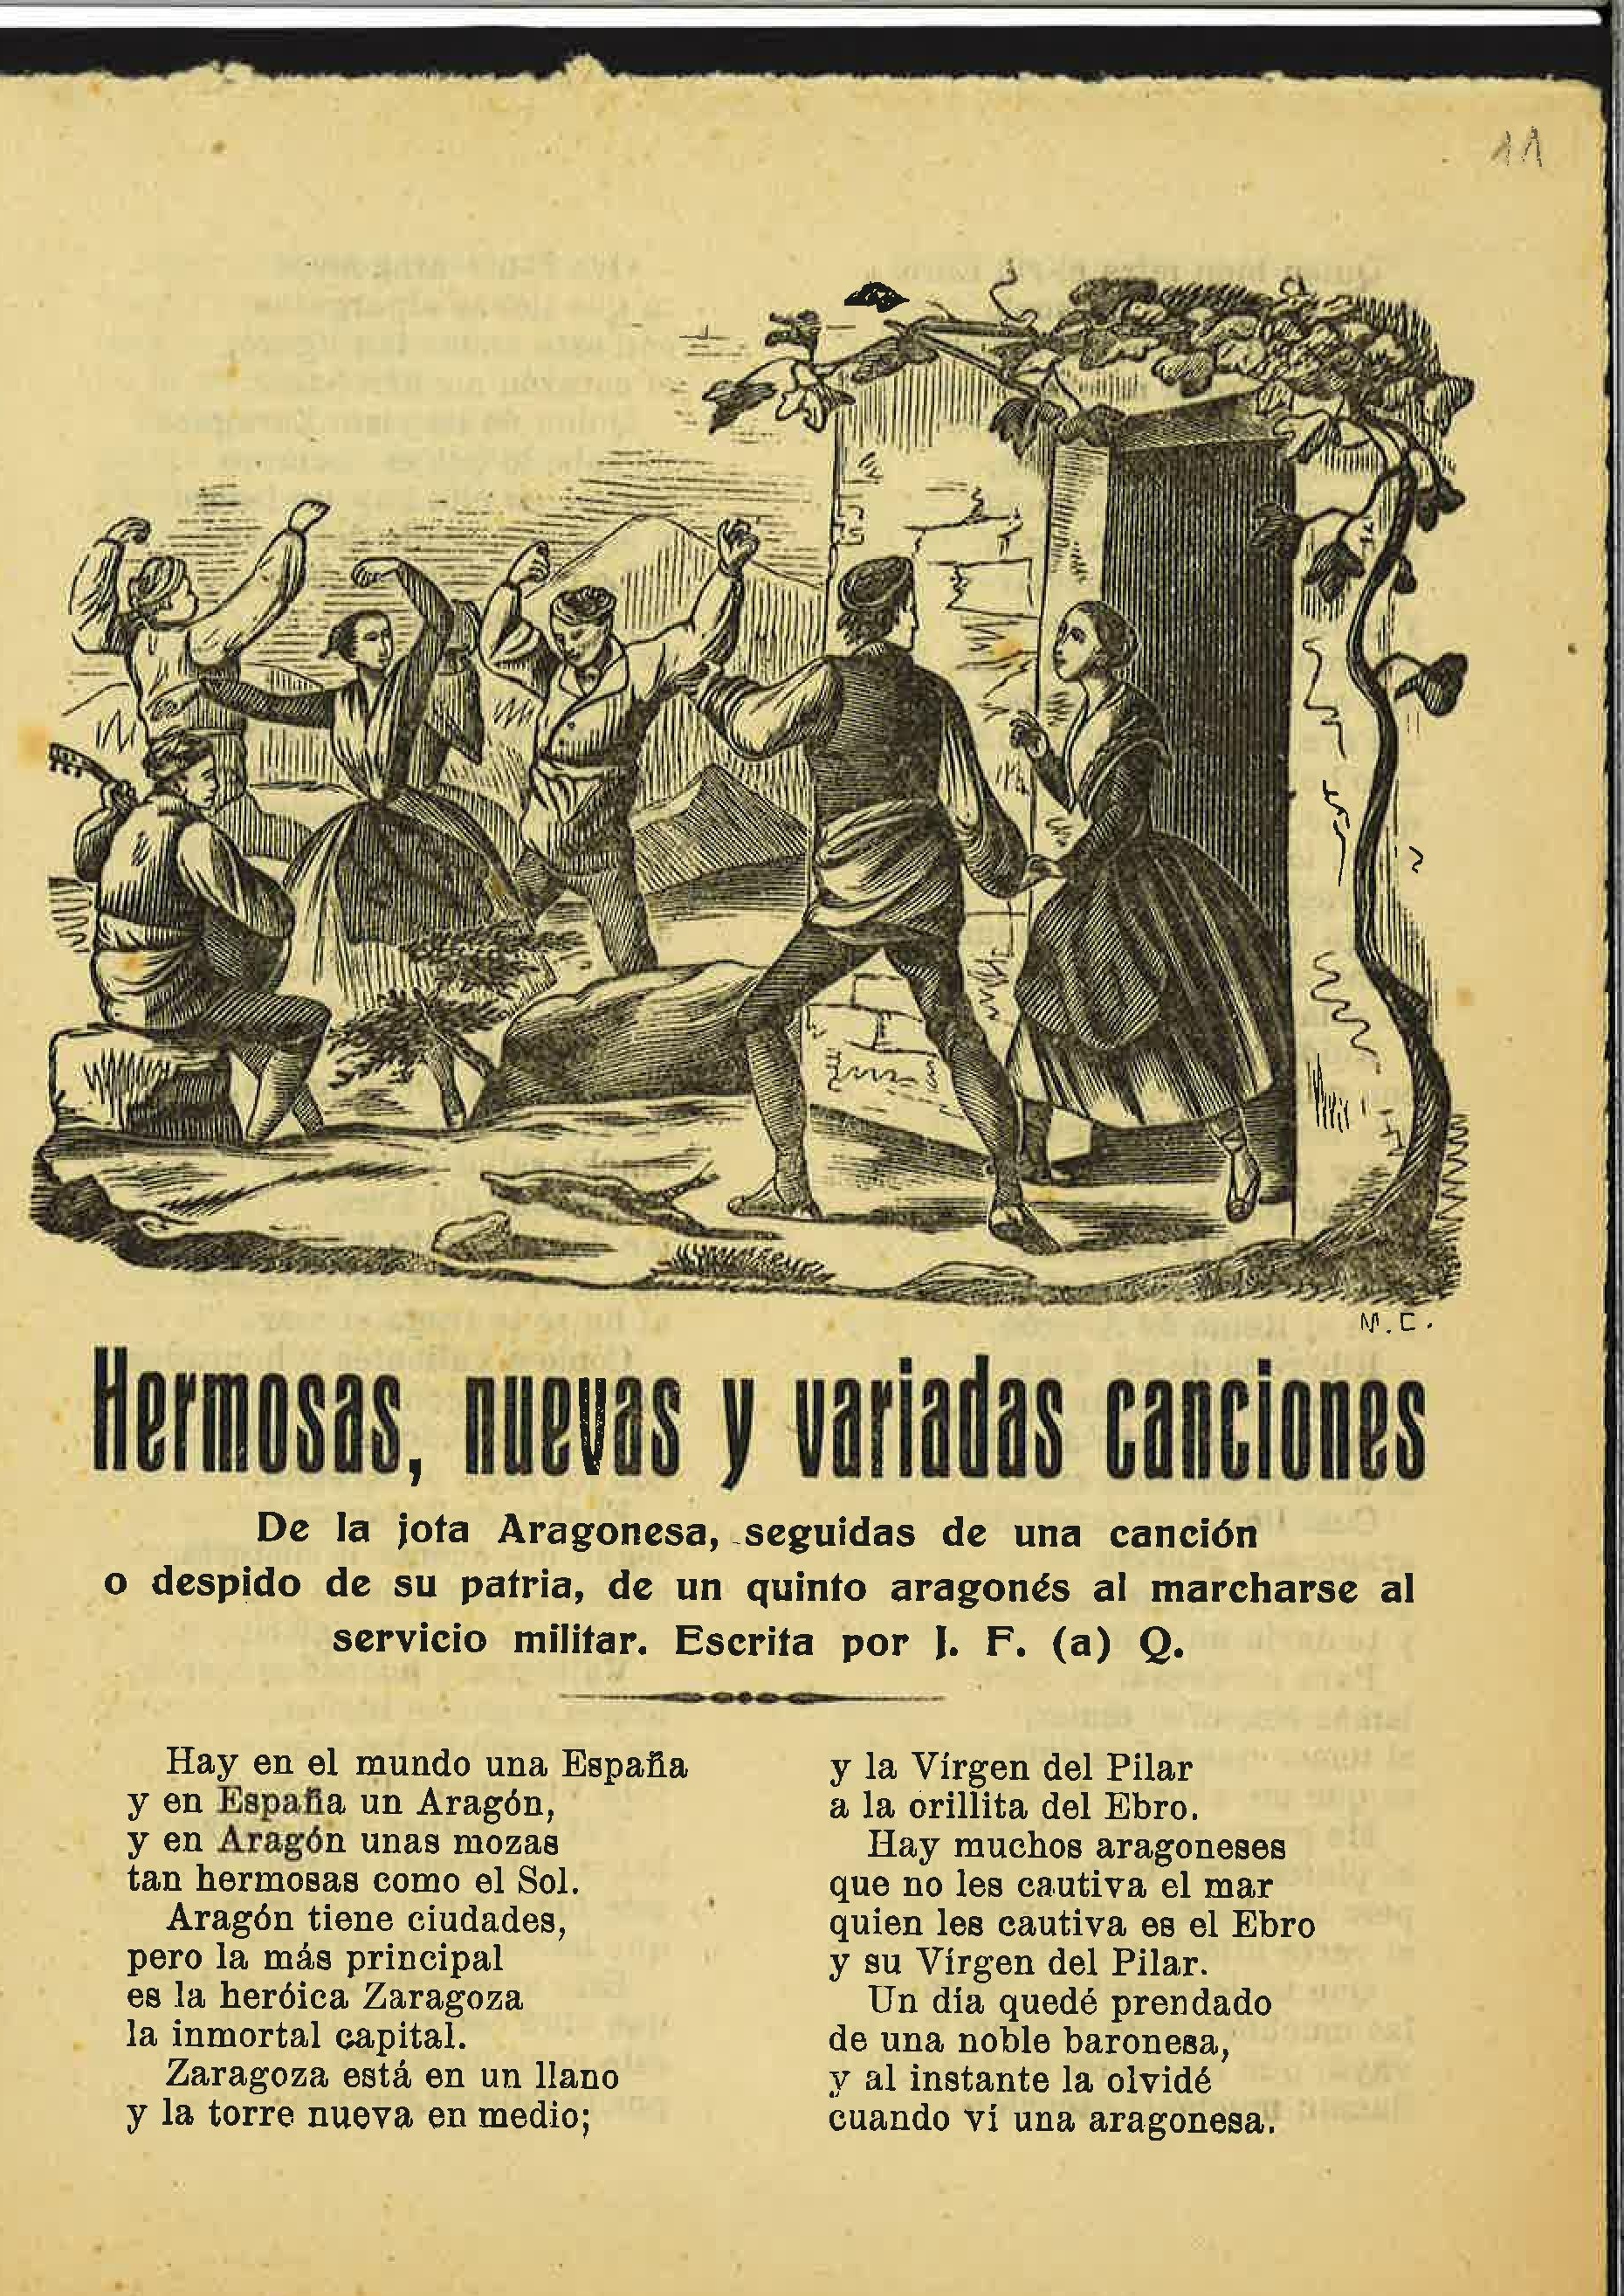 11
M. C.
Hermosas, nuevas y variadas canciones
De la jota Aragonesa, seguidas de una canción
o despido de su patria, de un quinto aragonés al marcharse al
servicio militar. Escrita por J. F. (a) Q.
Hay en el mundo una España
y en España un Aragón,
y en Aragón unas mozas
tan hermosas como el Sol.
Aragón tiene ciudades,
pero la más principal
es la heróica Zaragoza
la inmortal capital.
Zaragoza está en un llano
y la torre nueva en medio;
y la Vírgen del Pilar
a la orillita del Ebro.
Hay muchos aragoneses
que no les cautiva el mar
quien les cautiva es el Ebro
y su Vírgen del Pilar.
Un día quedé prendado
de una noble baronesa,
y al instante la olvidé
cuando ví una aragonesa.